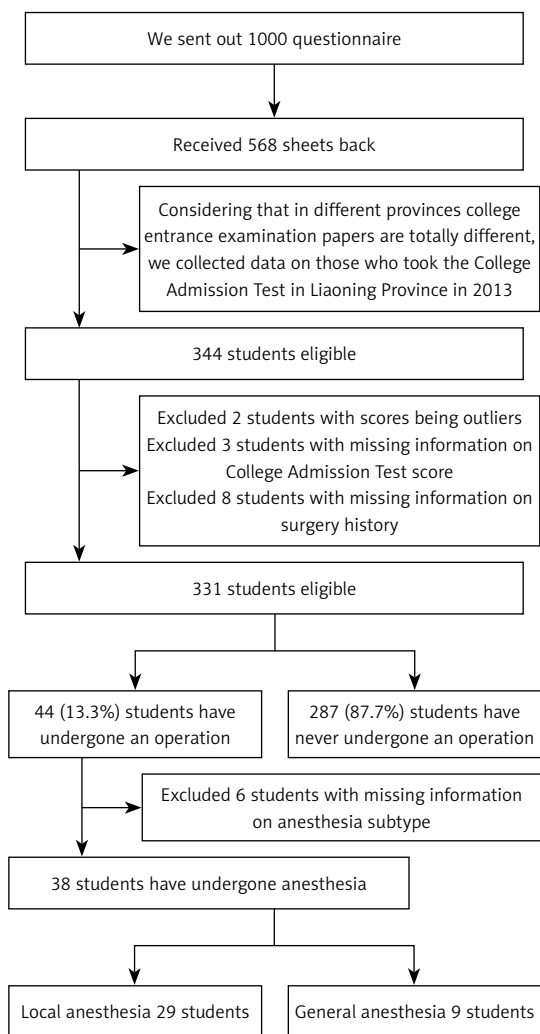 We sent out 1000 questionnaire
Received 568 sheets back
Considering that in different provinces college
entrance examination papers are totally different,
we collected data on those who took the College
Admission Test in Liaoning Province in 2013
344 students eligible
Excluded 2 students with scores being outliers
Excluded 3 students with missing information on
College Admission Test score
Excluded 8 students with missing information on
surgery history
331 students eligible
44 (13.3%) students have
undergone an operation
287 (87.7%) students have
never undergone an operation
Excluded 6 students with missing information
on anesthesia subtype
38 students have undergone anesthesia
Local anesthesia 29 students
General anesthesia 9 students